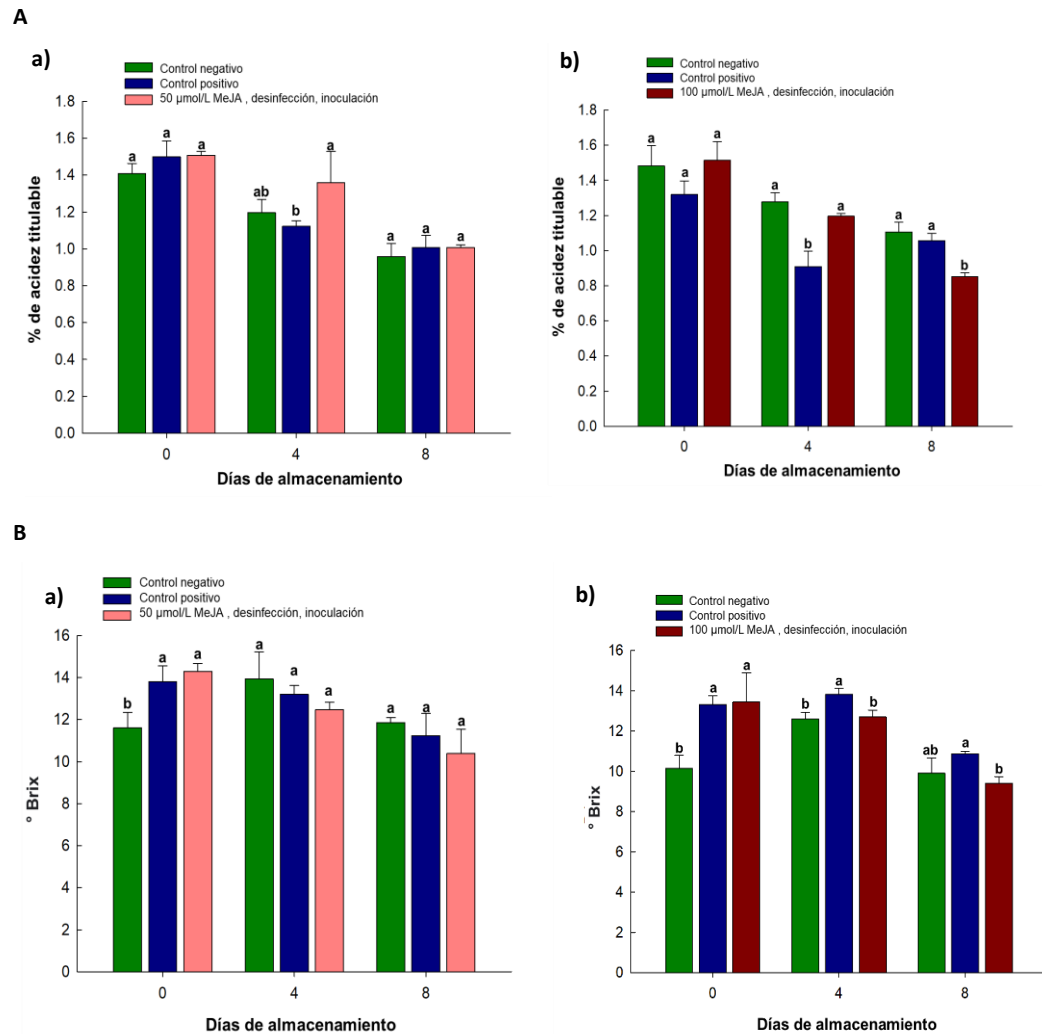 A
a)
Control negativo
Control positivo
50 µmol/L MeJA , desinfección, inoculación
1.8
1.6
1.4
1.2
1.0
0.8
0.6
0.4
0.2
0.0
% de acidez titulable
a a a
ab b a
a a a
0 4 8
Días de almacenamiento
b)
Control negativo
Control positivo
100 µmol/L MeJA , desinfección, inoculación
1.8
1.6
1.4
1.2
1.0
0.8
0.6
0.4
0.2
0.0
% de acidez titulable
a a a
a b a
a a b
0 4 8
Días de almacenamiento
B
a)
Control negativo
Control positivo
50 µmol/L MeJA , desinfección, inoculación
16
14
12
10
8
6
4
2
0
° Brix
b a a
a a a
a a a
0 4 8
Días de almacenamiento
b)
Control negativo
Control positivo
100 µmol/L MeJA , desinfección, inoculación
16
14
12
10
8
6
4
2
0
° Brix
b a a
b a b
ab a b
0 4 8
Días de almacenamiento